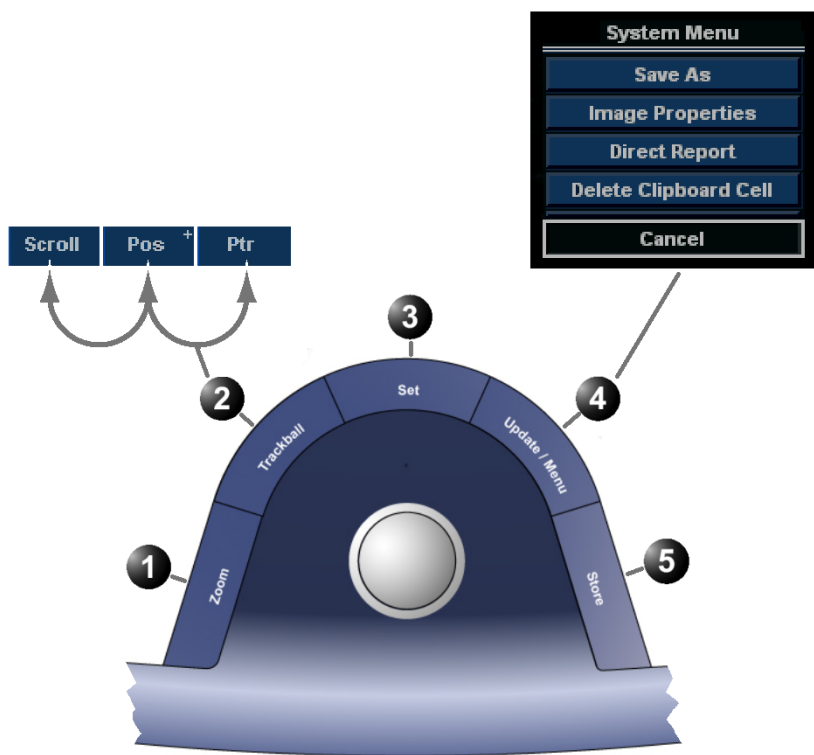 System Menu
Save As
Image Properties
Direct Report
Delete Clipboard Cell
Cancel
Scroll Pos + Ptr
3
2
4
Set
Trackball
Update / Menu
1
5
Zoom
Store